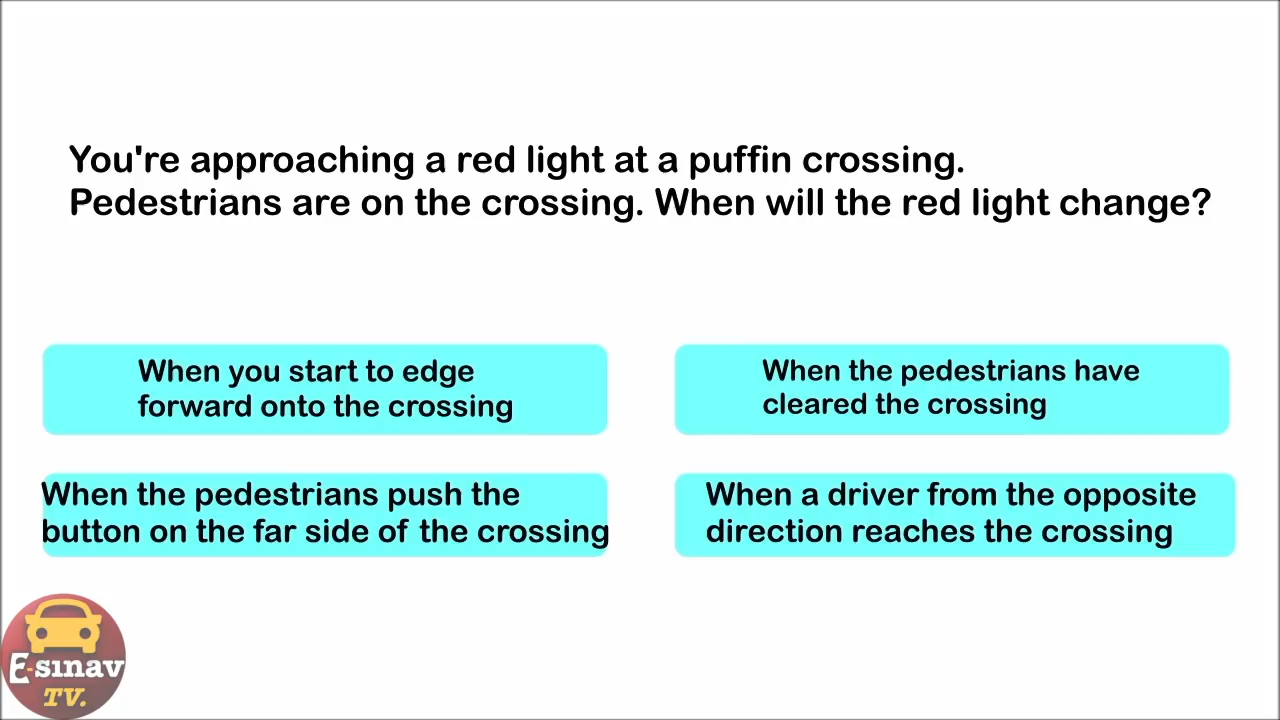 You're approaching a red light at a puffin crossing.
Pedestrians are on the crossing. When will the red light change?
When you start to edge
forward onto the crossing
When the pedestrians have
cleared the crossing
When the pedestrians push the
button on the far side of the crossing
When a driver from the opposite
direction reaches the crossing
E-sınav
TV.